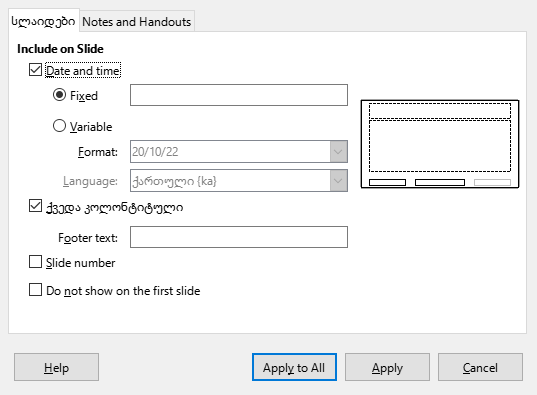 სლაიდები Notes and Handouts
Include on Slide
Date and time
Fixed
Variable
Format: 20/10/22
Language: ქართული {ka}
ქვედა კოლონტიტული
Footer text:
Slide number
Do not show on the first slide
Help Apply to All Apply Cancel